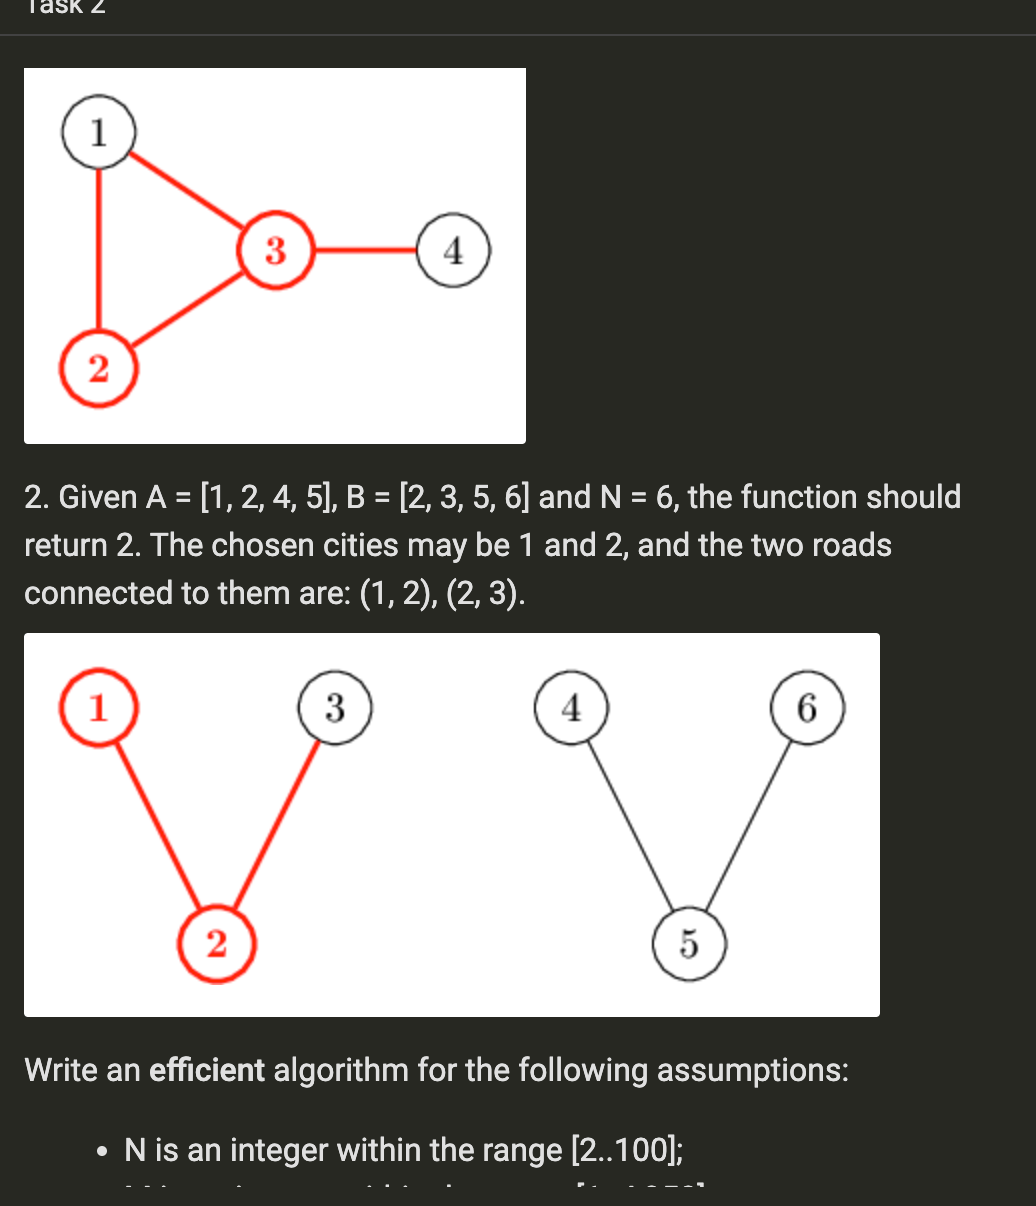 Task 2
1
3
4
2
2. Given A = [1, 2, 4, 5], B = [2, 3, 5, 6] and N = 6, the function should
return 2. The chosen cities may be 1 and 2, and the two roads
connected to them are: (1, 2), (2, 3).
1 3 4 6
2 5
Write an efficient algorithm for the following assumptions:
• N is an integer within the range [2..100];